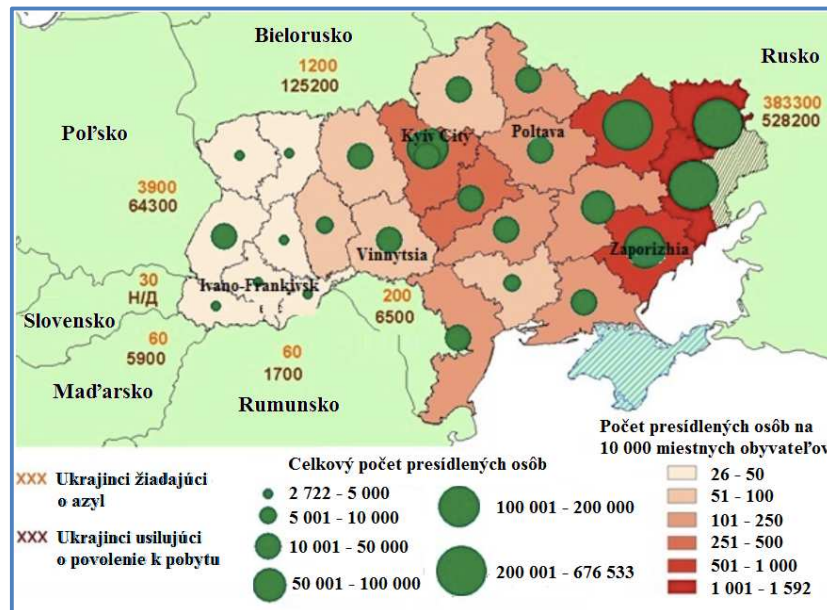 Bielorusko
1200
125200
Rusko
383300
528200
Poľsko
Kyiv City
Poltava
3900
64300
Vinnytsia
Zaporizhia
30
Н/Д
Ivano-Frankivsk
Slovensko
200
6500
60
5900
60
1700
Maďarsko
Rumunsko
XXX Ukrajinci žiadajúci
o azyl
XXX Ukrajinci usilujúci
o povolenie k pobytu
Celkový počet presídlených osôb
2 722 – 5 000
5 001 - 10 000
10 001 - 50 000
50 001 - 100 000
100 001 - 200 000
200 001 - 676 533
Počet presídlených osôb na
10 000 miestnych obyvateľov
26 - 50
51 - 100
101 - 250
251 - 500
501 - 1 000
1 001 - 1 592